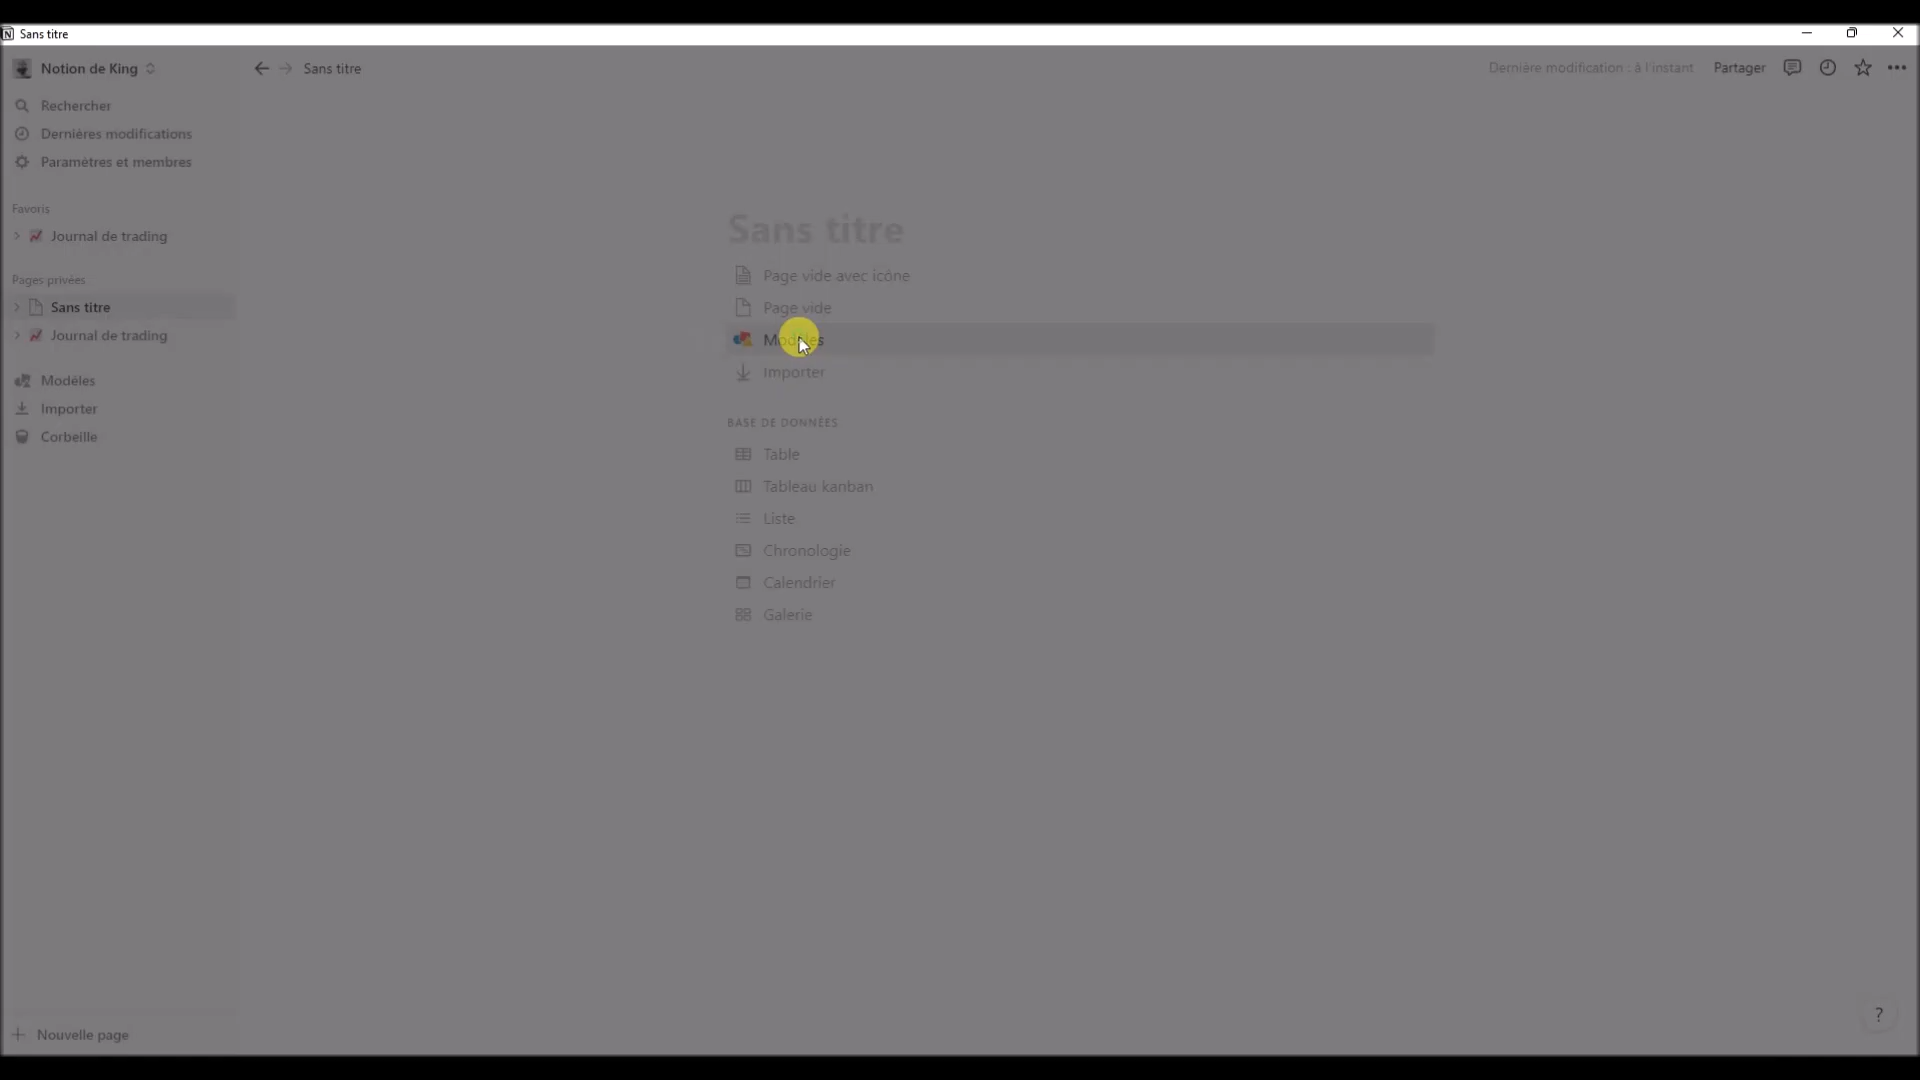 Sans titre
Notion de King
Sans titre
Dernière modification : à l'instant
Partager
Rechercher
Dernières modifications
Paramètres et membres
Favoris
Journal de trading
Pages privées
Sans titre
Journal de trading
Modèles
Importer
Corbeille
Nouvelle page
Sans titre
Page vide avec icône
Page vide
Modèles
Importer
BASE DE DONNÉES
Table
Tableau kanban
Liste
Chronologie
Calendrier
Galerie
?